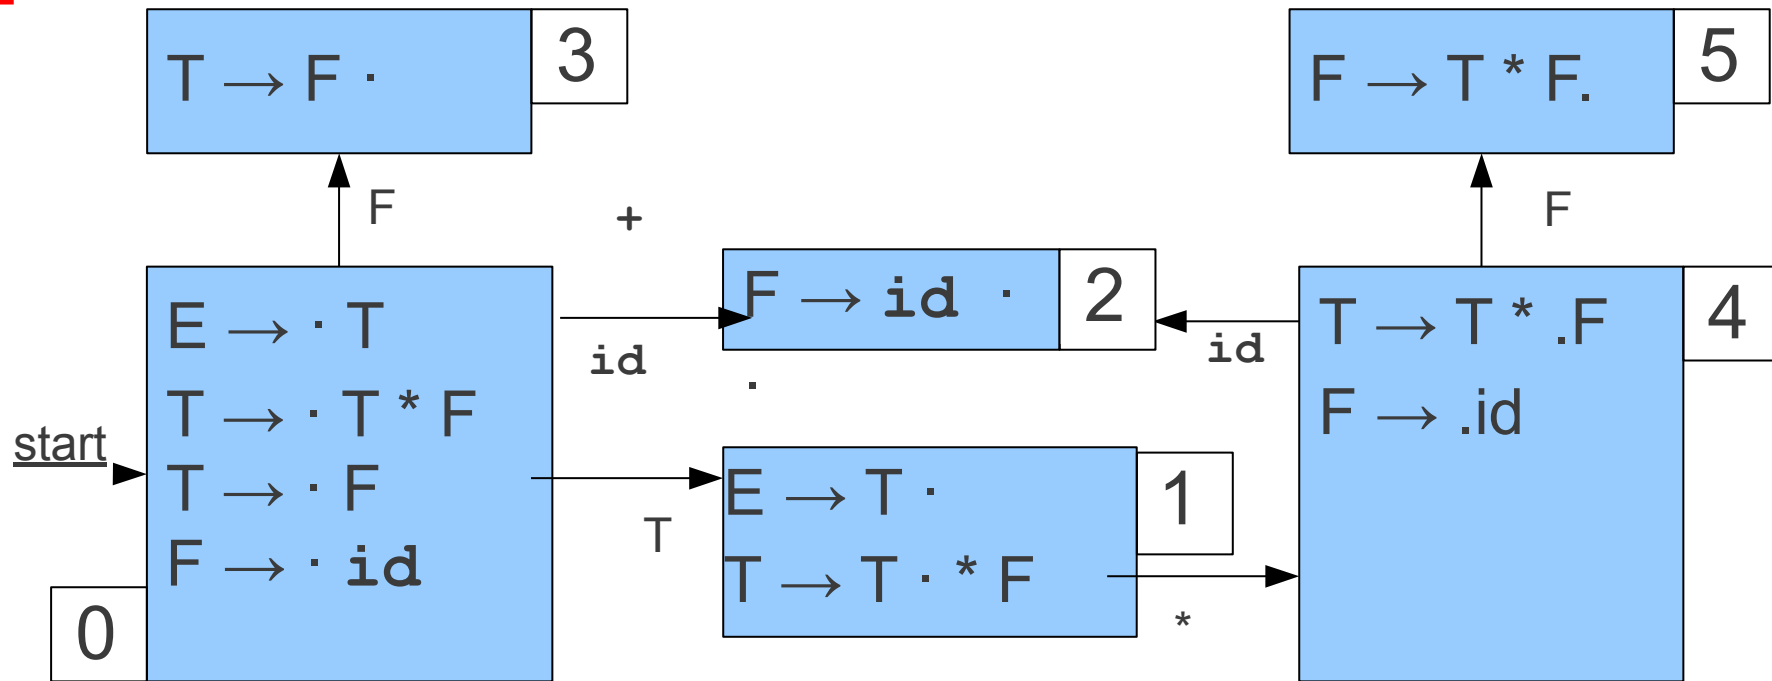 T → F ·
3
F → T * F.
5
F
+
F
E → · T
T → · T * F
T → · F
F → · id
0
start
id
F → id ·
2
.
id
T → T * .F
F → .id
4
T
E → T ·
T → T · * F
1
*